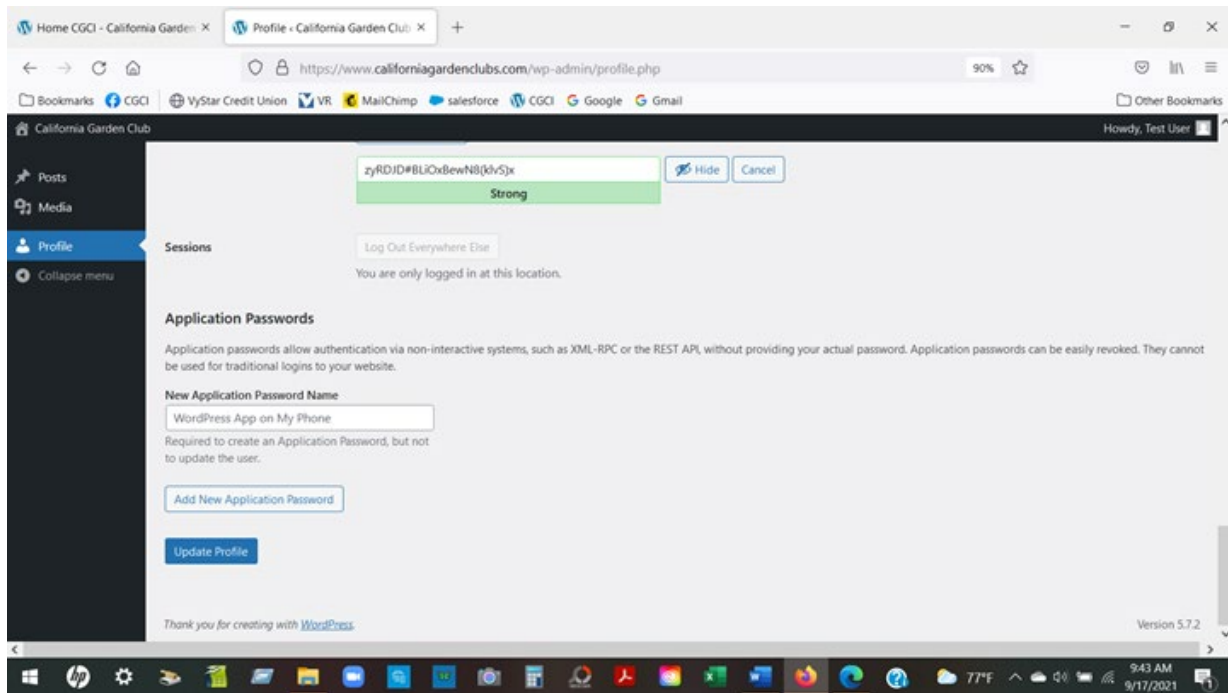 Home CGCI - California Garden
Profile ‹ California Garden Club
https://www.californiagardenclubs.com/wp-admin/profile.php
90%
Bookmarks
CGCI
VyStar Credit Union
VR
MailChimp
salesforce
CGCI
Google
Gmail
Other Bookmarks
California Garden Club
Howdy, Test User
Posts
Media
Profile
Collapse menu
Hide
Cancel
Strong
Sessions
Log Out Everywhere Else
You are only logged in at this location.
Application Passwords
Application passwords allow authentication via non-interactive systems, such as XML-RPC or the REST API, without providing your actual password. Application passwords can be easily revoked. They cannot
be used for traditional logins to your website.
New Application Password Name
WordPress App on My Phone
Required to create an Application Password, but not
to update the user.
Add New Application Password
Update Profile
Thank you for creating with WordPress.
Version 5.7.2
77°F
9:43 AM
9/17/2021